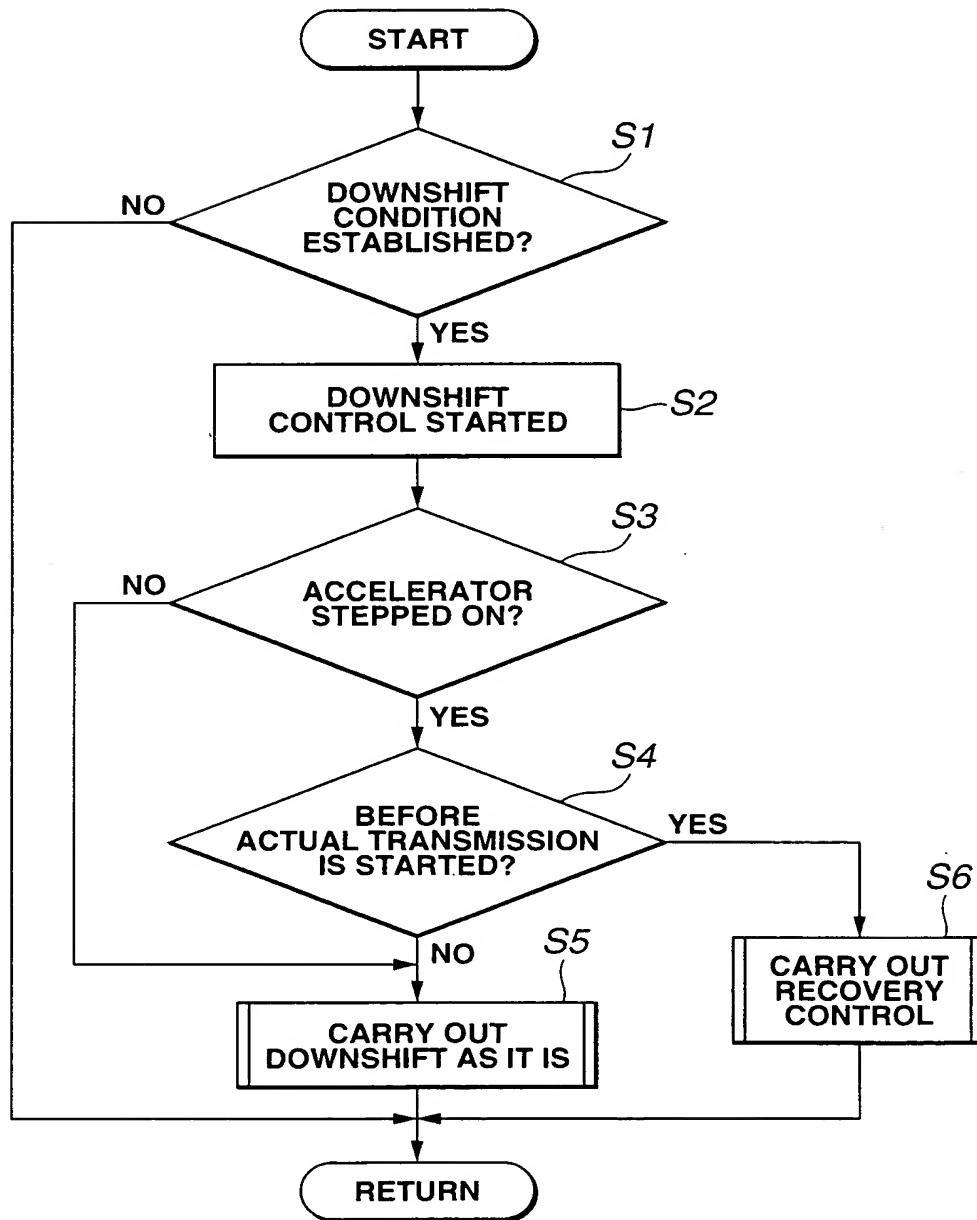 START
S1
DOWNSHIFT
CONDITION
ESTABLISHED?
NO
YES
DOWNSHIFT
CONTROL STARTED
S2
S3
NO
ACCELERATOR
STEPPED ON?
YES
S4
BEFORE
ACTUAL TRANSMISSION
IS STARTED?
YES
NO
S5
CARRY OUT
DOWNSHIFT AS IT IS
S6
CARRY OUT
RECOVERY
CONTROL
RETURN